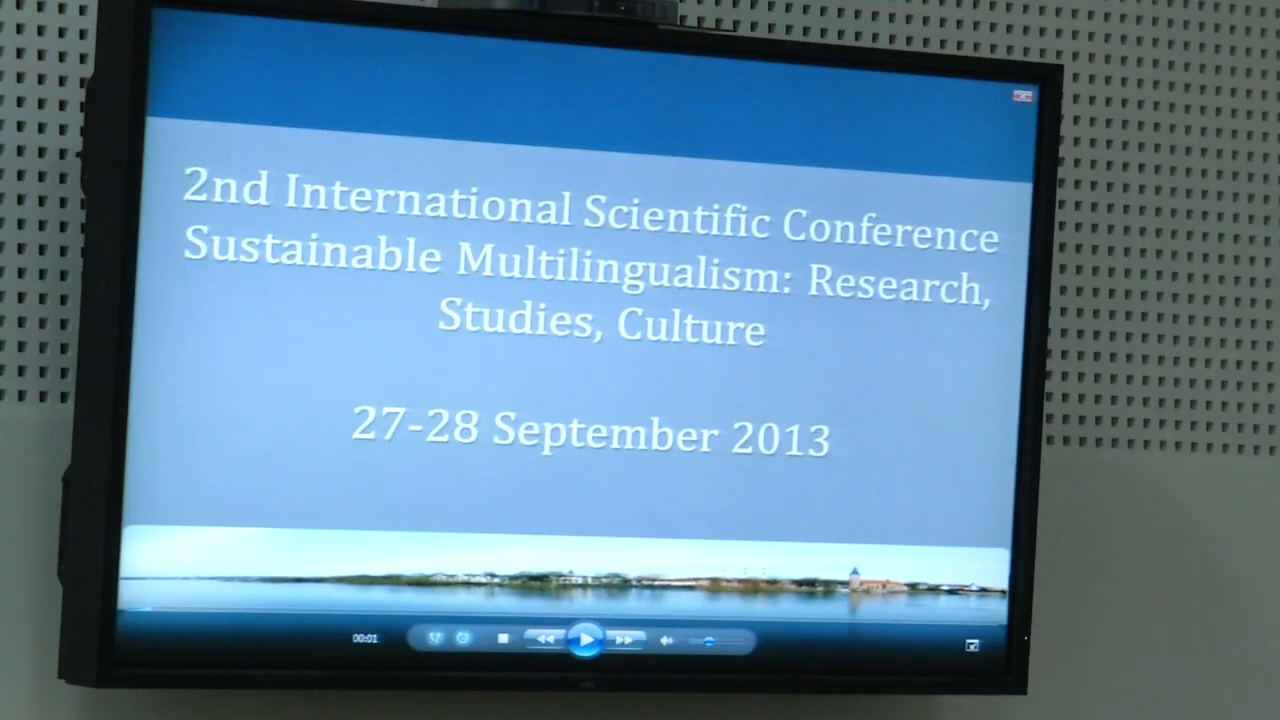 2nd International Scientific Conference
Sustainable Multilingualism: Research,
Studies, Culture
27-28 September 2013
00:01